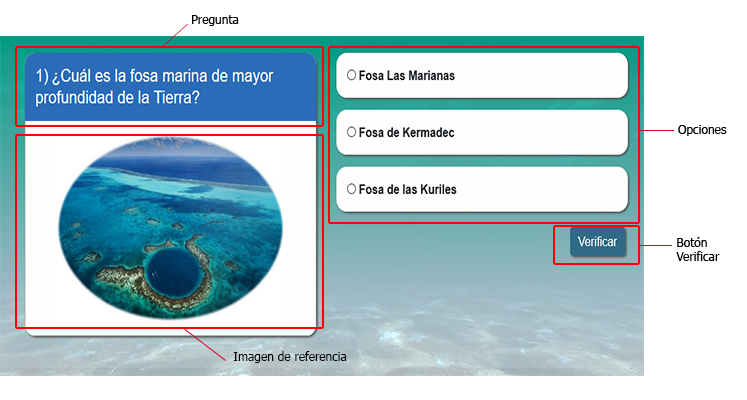 Pregunta
1) ¿Cuál es la fosa marina de mayor
profundidad de la Tierra?
Fosa Las Marianas
Fosa de Kermadec
Fosa de las Kuriles
Opciones
Verificar
Botón
Verificar
Imagen de referencia